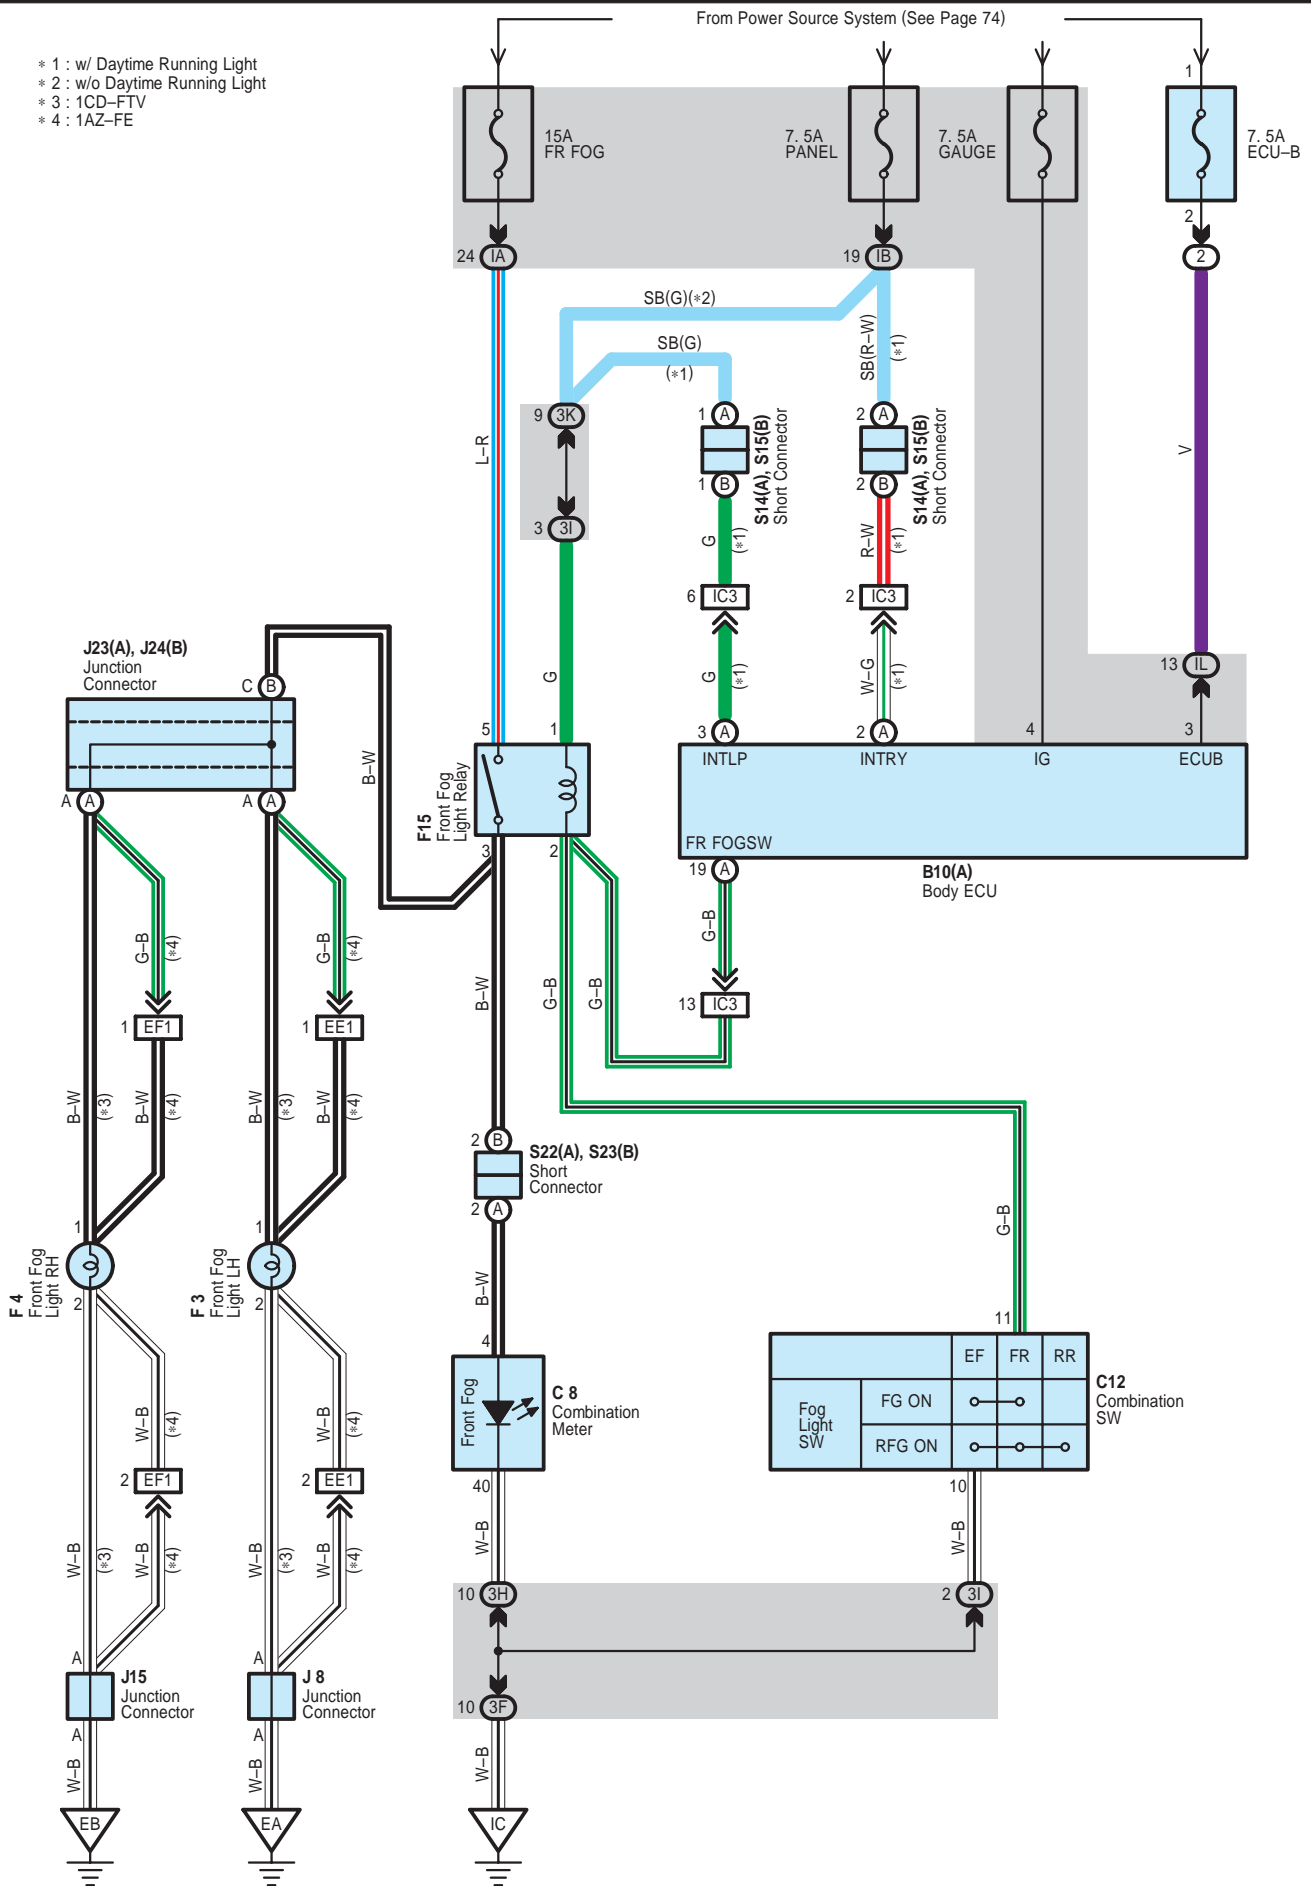 From Power Source System (See Page 74)
* 1 : w/ Daytime Running Light
* 2 : w/o Daytime Running Light
* 3 : 1CD–FTV
* 4 : 1AZ–FE
1
15A
FR FOG
7. 5A
PANEL
7. 5A
GAUGE
7. 5A
ECU–B
2
24 IA
19 IB
2
SB(G)(*2)
SB(G)
(*1)
SB(R–W)
(*1)
L–R
V
9 3K
1 A
2 A
S14(A), S15(B)
Short Connector
S14(A), S15(B)
Short Connector
1 B
2 B
3 3I
G
(*1)
R–W
(*1)
6 IC3
2 IC3
J23(A), J24(B)
Junction
Connector
C B
G
G
(*1)
W–G
(*1)
13 IL
5
1
3 A
2 A
4
3
INTLP
INTRY
IG
ECUB
B–W
F15
Front Fog
Light Relay
A A
A A
3
2
FR FOGSW
19 A
B10(A)
Body ECU
G–B
(*4)
G–B
(*4)
B–W
G–B
G–B
G–B
13 IC3
1 EF1
1 EE1
B–W
(*3)
B–W
(*4)
B–W
(*3)
B–W
(*4)
2 B
S22(A), S23(B)
Short
Connector
2 A
1
1
G–B
F 4
Front Fog
Light RH
F 3
Front Fog
Light LH
B–W
2
2
11
4
Front Fog
C 8
Combination
Meter
EF
FR
RR
Fog
Light
SW
FG ON
RFG ON
C12
Combination
SW
W–B
(*4)
W–B
(*4)
2 EF1
2 EE1
40
10
W–B
(*3)
W–B
(*4)
W–B
(*3)
W–B
(*4)
W–B
W–B
10 3H
2 3I
A
A
J15
Junction
Connector
J 8
Junction
Connector
10 3F
A
A
W–B
W–B
W–B
EB
EA
IC